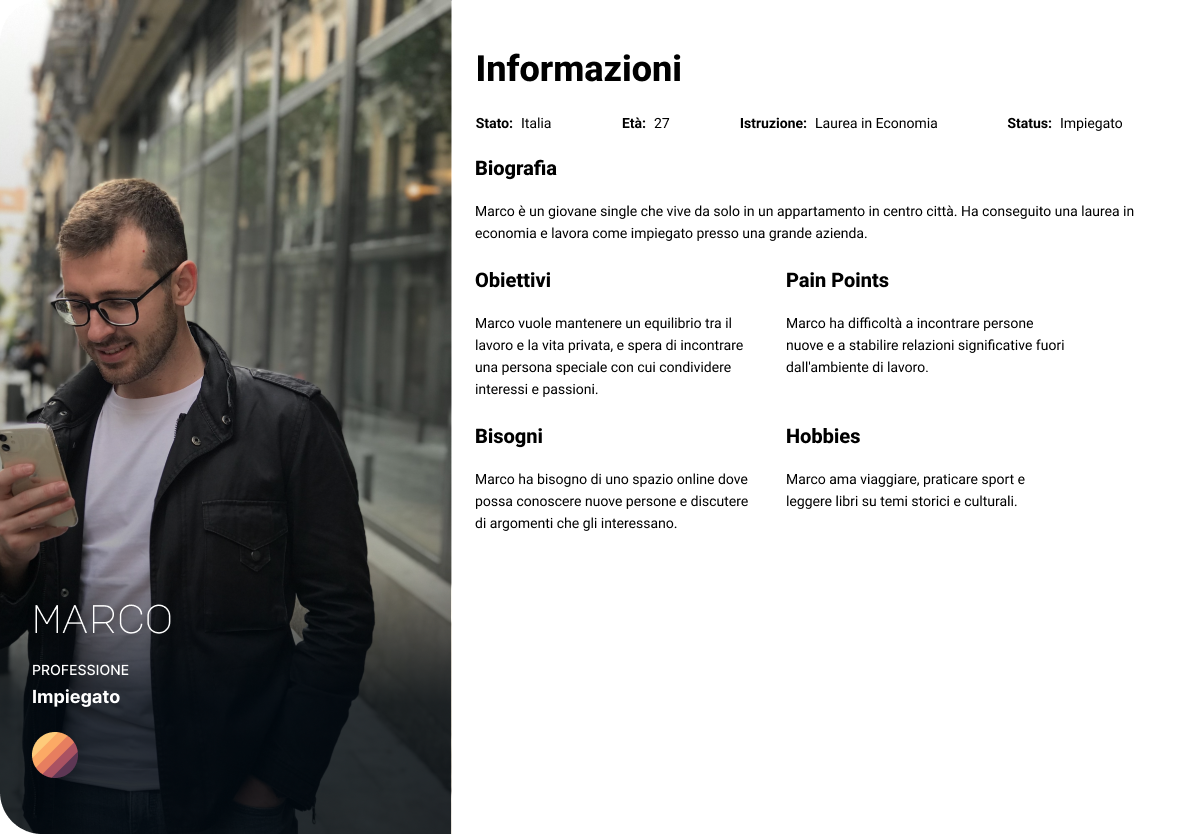 Informazioni
Stato: Italia Età: 27 Istruzione: Laurea in Economia Status: Impiegato
Biografia
Marco è un giovane single che vive da solo in un appartamento in centro città. Ha conseguito una laurea in
economia e lavora come impiegato presso una grande azienda.
Obiettivi
Marco vuole mantenere un equilibrio tra il
lavoro e la vita privata, e spera di incontrare
una persona speciale con cui condividere
interessi e passioni.
Pain Points
Marco ha difficoltà a incontrare persone
nuove e a stabilire relazioni significative fuori
dall'ambiente di lavoro.
Bisogni
Marco ha bisogno di uno spazio online dove
possa conoscere nuove persone e discutere
di argomenti che gli interessano.
Hobbies
Marco ama viaggiare, praticare sport e
leggere libri su temi storici e culturali.
MARCO
PROFESSIONE
Impiegato